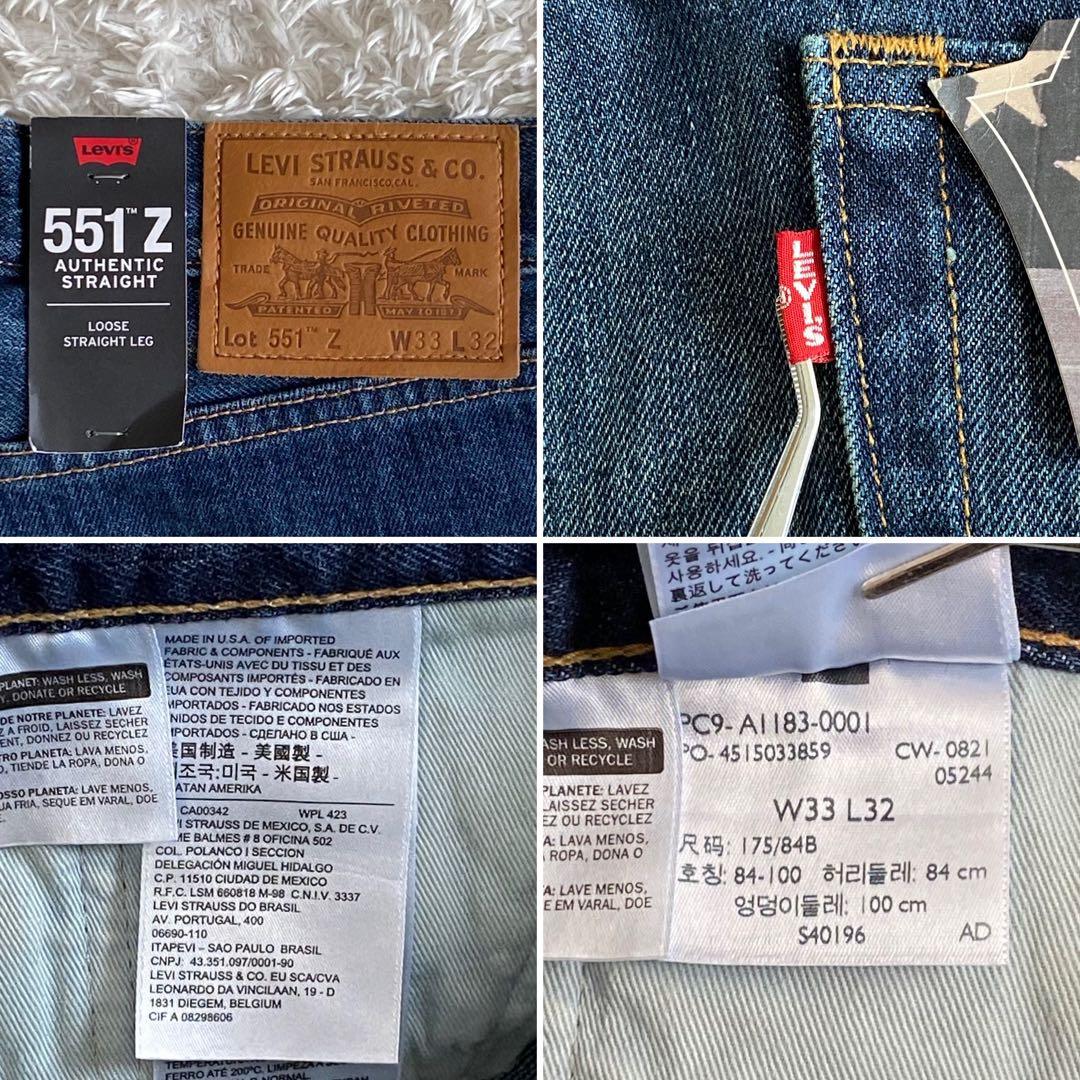 LEVI'S
551™ Z
AUTHENTIC
STRAIGHT
LOOSE
STRAIGHT LEG
LEVI STRAUSS & CO.
SAN FRANCISCO, CAL.
ORIGINAL RIVETED
GENUINE QUALITY CLOTHING
TRADE MARK
PATENTED MAY 20 1873
Lot 551™ Z W33 L32
LEVI'S
PLANET: WASH LESS, WASH
DONATE OR RECYCLE
DE NOTRE PLANETE: LAVEZ
A FROID, LAISSEZ SECHER
DONNEZ OU
PLANETA: LAVA MENOS,
TIENDE LA ROPA, DONA O
PLANETA: LAVE MENOS,
FRIA, SEQUE EM VARAL, DOE
MADE IN U.S.A. OF IMPORTED
FABRIC & COMPONENTS - FABRIQUÉ AUX
ÉTATS-UNIS AVEC DU TISSU ET DES
COMPOSANTS IMPORTÉS - FABRICADO EN
EUA CON TEJIDO Y COMPONENTES
IMPORTADOS - FABRICADO NOS ESTADOS
UNIDOS DE TECIDO E COMPONENTES
IMPORTADOS - СДЕЛАНО В США -
美国制造 - 美國製 -
제조국:미국 - 米国製 -
AMERIKA
CA00342 WPL 423
LEVI STRAUSS DE MEXICO, S.A. DE C.V.
BALMES # 8 OFICINA 502
COL. POLANCO I SECCION
DELEGACIÓN MIGUEL HIDALGO
C.P. 11510 CIUDAD DE MÉXICO
R.F.C. LSM 660818 M-98 C.N.I.V. 3337
LEVI STRAUSS DO BRASIL
AV. PORTUGAL, 400
06690-110
ITAPEVI – SAO PAULO BRASIL
CNPJ: 43.351.097/0001-90
LEVI STRAUSS & CO. EU SCA/CVA
LEONARDO DA VINCILAAN, 19 - D
1831 DIEGEM, BELGIUM
CIF A 08298606
FERRO ATÉ 200ºC.
사용하세요. -
裏返して洗ってください
WASH LESS, WASH
OR RECYCLE
PLANETE: LAVEZ
LAISSEZ SECHER
LAVA MENOS,
ROPA, DONA O
LAVE MENOS,
EM VARAL, DOE
PC9- A1183-0001
PO- 4515033859 CW- 0821
05244
W33 L32
尺码: 175/84B
호칭: 84-100 허리둘레: 84 cm
엉덩이둘레: 100 cm
S40196 AD